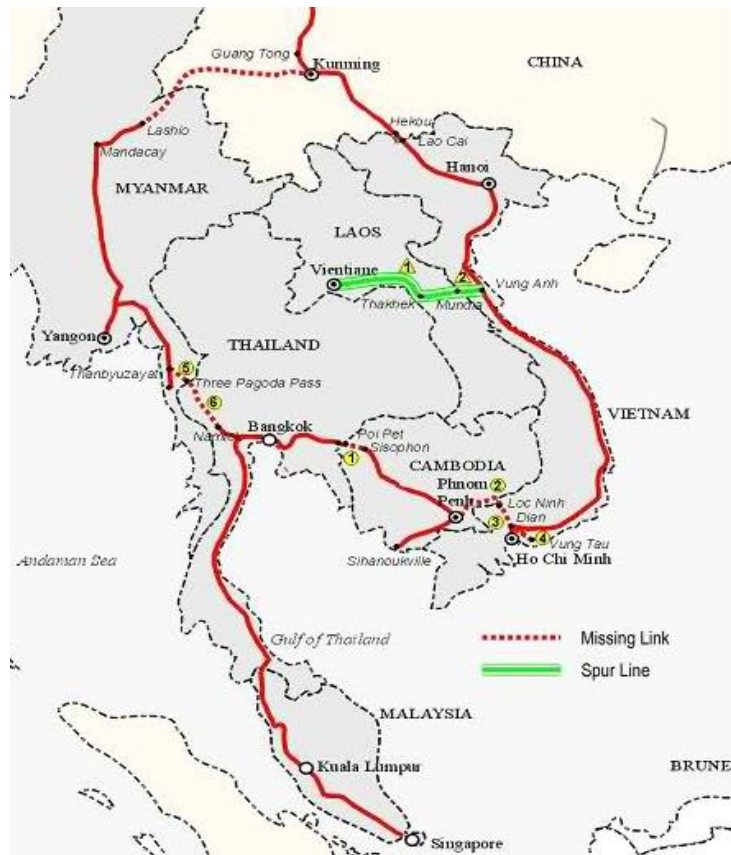 Guang Tong
Kunming
CHINA
Lashio
Mandacay
Hekou
Lao Cai
Hanoi
MYANMAR
LAOS
Vientiane
1
2
Vung Anh
Thakhek
Mundia
Yangon
THAILAND
Thanbyuzayat
5
Three Pagoda Pass
6
VIETNAM
Bangkok
Poi Pet
1
Sisophon
CAMBODIA
Phnom
Penh
2
Loc Ninh
3
Dian
4
Vung Tau
Ho Chi Minh
Sihanoukville
Andaman Sea
Gulf of Thailand
Missing Link
Spur Line
MALAYSIA
Kuala Lumpur
BRUNE
Singapore